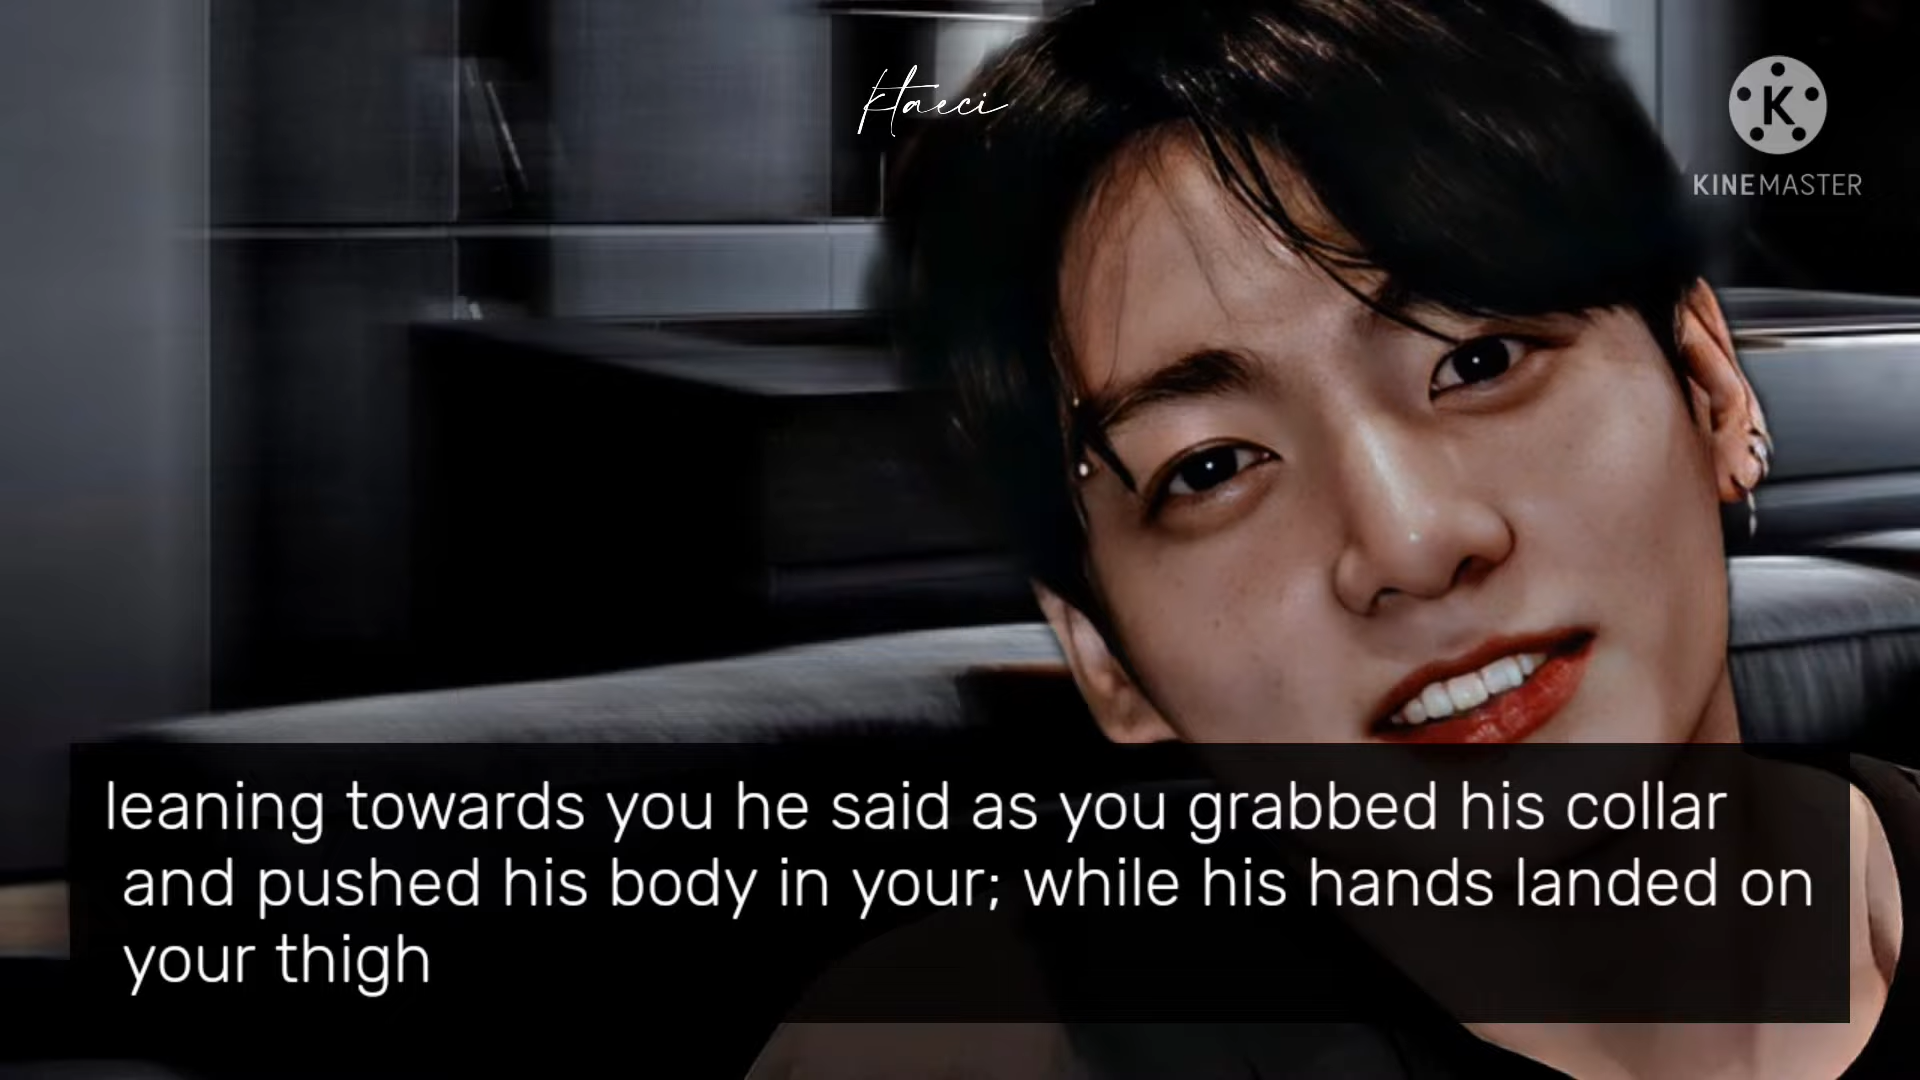 ktaeci
K
KINEMASTER
leaning towards you he said as you grabbed his collar
and pushed his body in your; while his hands landed on
your thigh